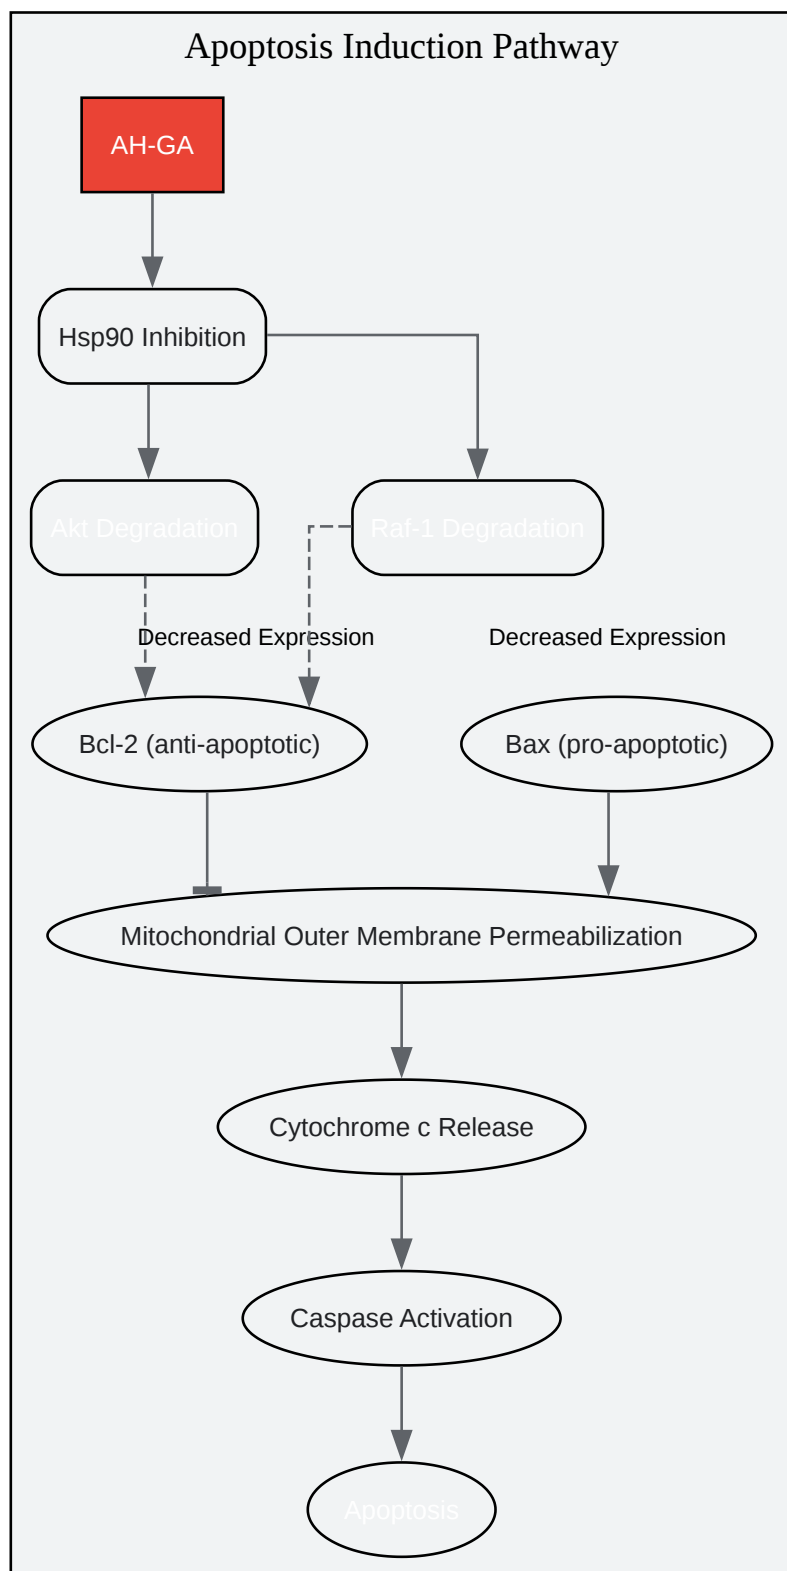 Apoptosis Induction Pathway
AH-GA
Hsp90 Inhibition
Akt Degradation
Raf-1 Degradation
Decreased Expression
Decreased Expression
Bcl-2 (anti-apoptotic)
Bax (pro-apoptotic)
Mitochondrial Outer Membrane Permeabilization
Cytochrome c Release
Caspase Activation
Apoptosis